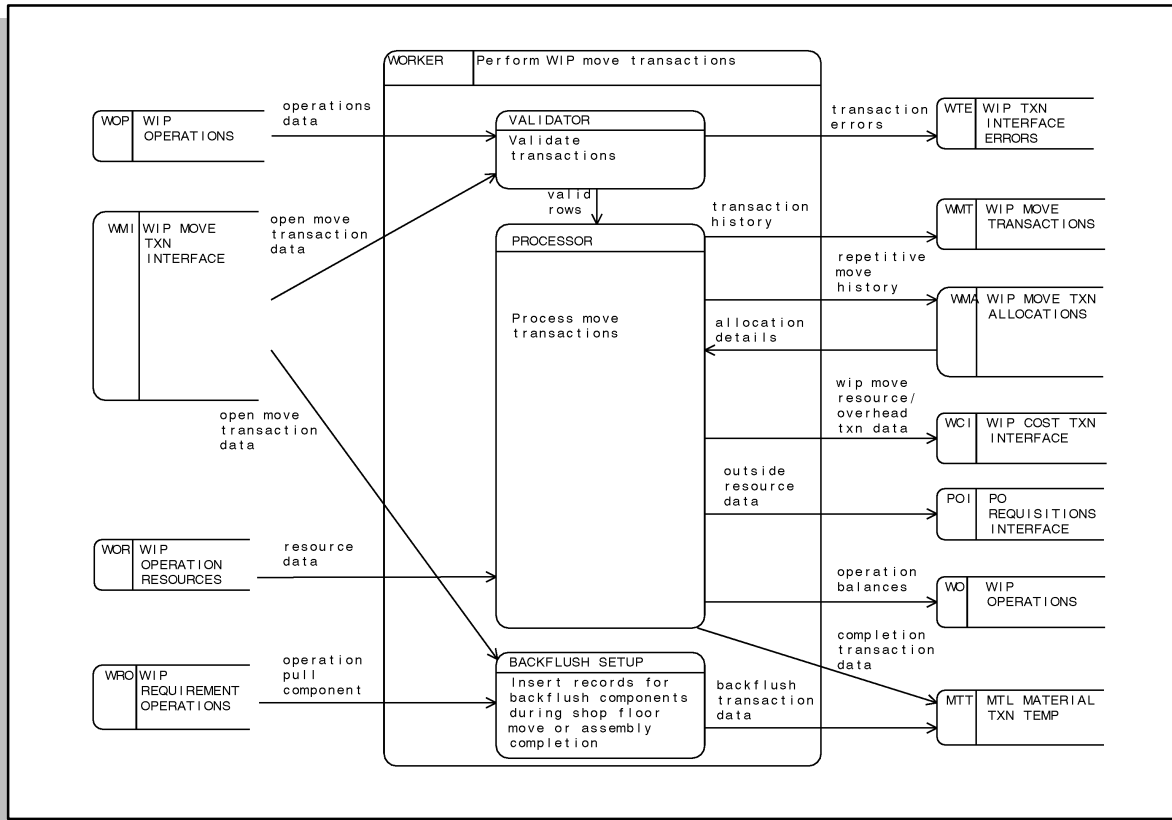 WORKER
Perform WIP move transactions
WOP
WIP
OPERATIONS
operations
data
VALIDATOR
Validate
transactions
transaction
errors
WTE
WIP TXN
INTERFACE
ERRORS
WMI
WIP MOVE
TXN
INTERFACE
open move
transaction
data
valid
rows
transaction
history
WMT
WIP MOVE
TRANSACTIONS
PROCESSOR
Process move
transactions
repetitive
move
history
allocation
details
WMA
WIP MOVE TXN
ALLOCATIONS
open move
transaction
data
wip move
resource/
overhead
txn data
WCI
WIP COST TXN
INTERFACE
outside
resource
data
POI
PO
REQUISITIONS
INTERFACE
WOR
WIP
OPERATION
RESOURCES
resource
data
operation
balances
WO
WIP
OPERATIONS
completion
transaction
data
WRO
WIP
REQUIREMENT
OPERATIONS
operation
pull
component
BACKFLUSH SETUP
Insert records for
backflush components
during shop floor
move or assembly
completion
backflush
transaction
data
MTT
MTL MATERIAL
TXN TEMP